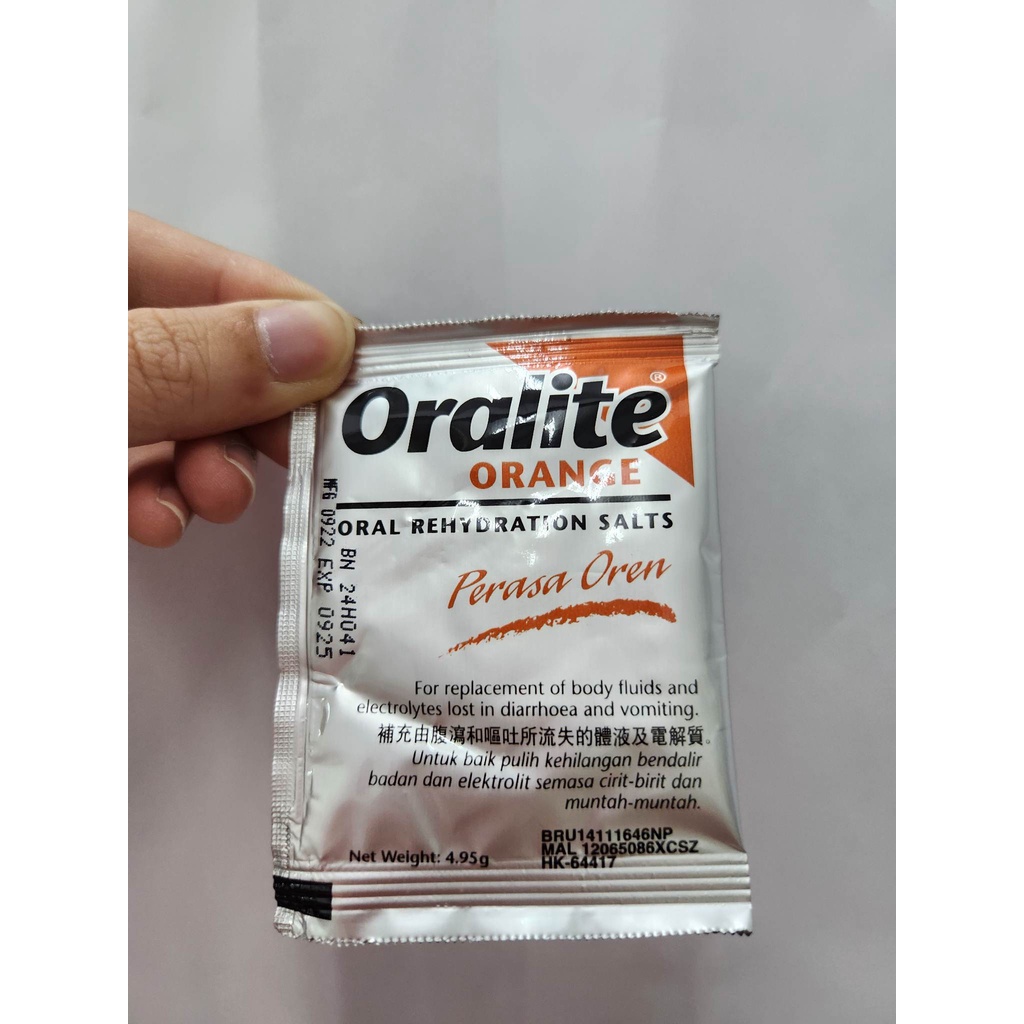 Oralite®
ORANGE
ORAL REHYDRATION SALTS
Perasa Oren
MFG 0922 EXP 0925
BN 24H041
For replacement of body fluids and
electrolytes lost in diarrhoea and vomiting.
補充由腹瀉和嘔吐所流失的體液及電解質。
Untuk baik pulih kehilangan bendalir
badan dan elektrolit semasa cirit-birit dan
muntah-muntah.
Net Weight: 4.95g
BRU14111646NP
MAL 12065086XCSZ
HK-64417